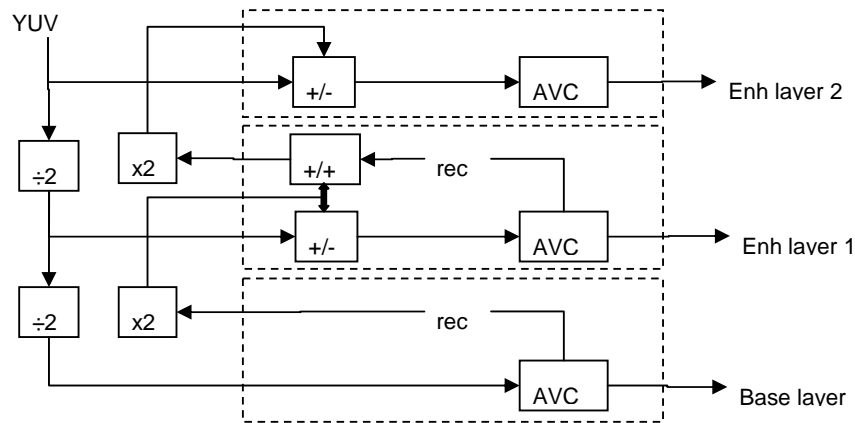 YUV
+/-
AVC
Enh layer 2
÷2
x2
+/+
rec
+/-
AVC
Enh layer 1
÷2
x2
rec
AVC
Base layer